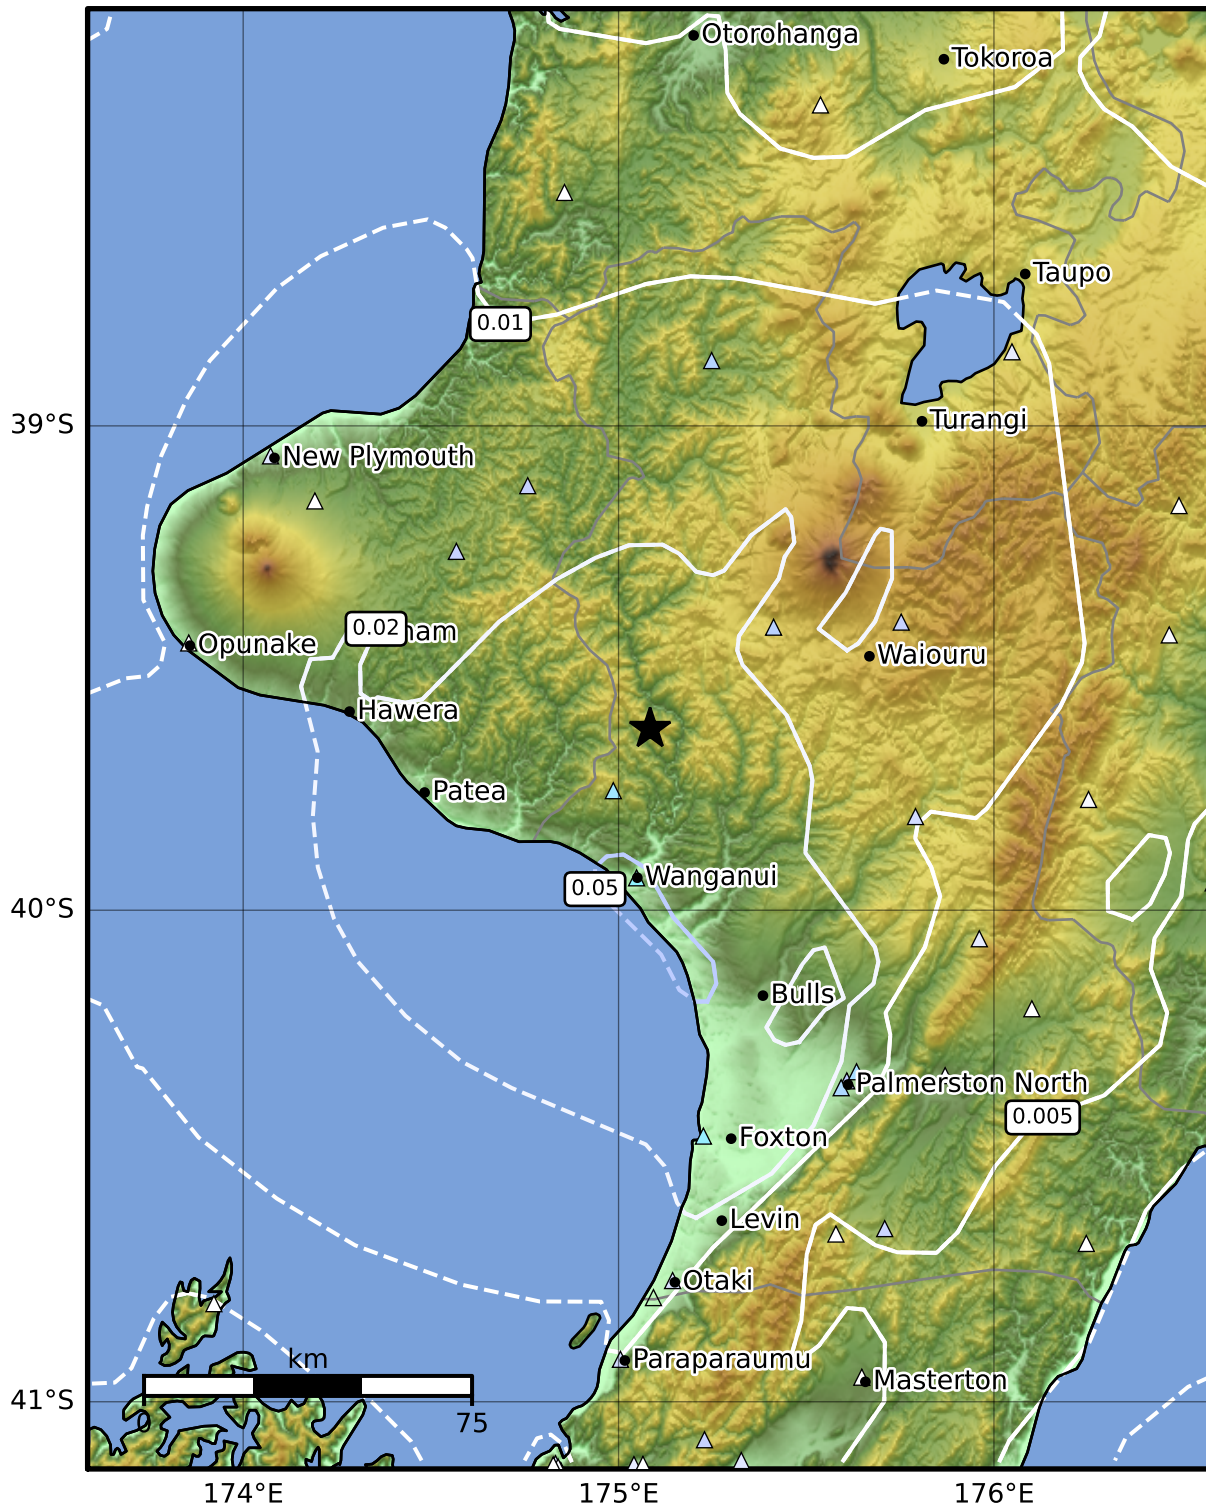 Otorohanga
Tokoroa
Taupo
0.01
39°S
Turangi
New Plymouth
0.02
ham
Opunake
Waiouru
Hawera
Patea
Wanganui
0.05
40°S
Bulls
Palmerston North
0.005
Foxton
Levin
Otaki
km
Paraparaumu
Masterton
41°S
0
75
174°E
175°E
176°E